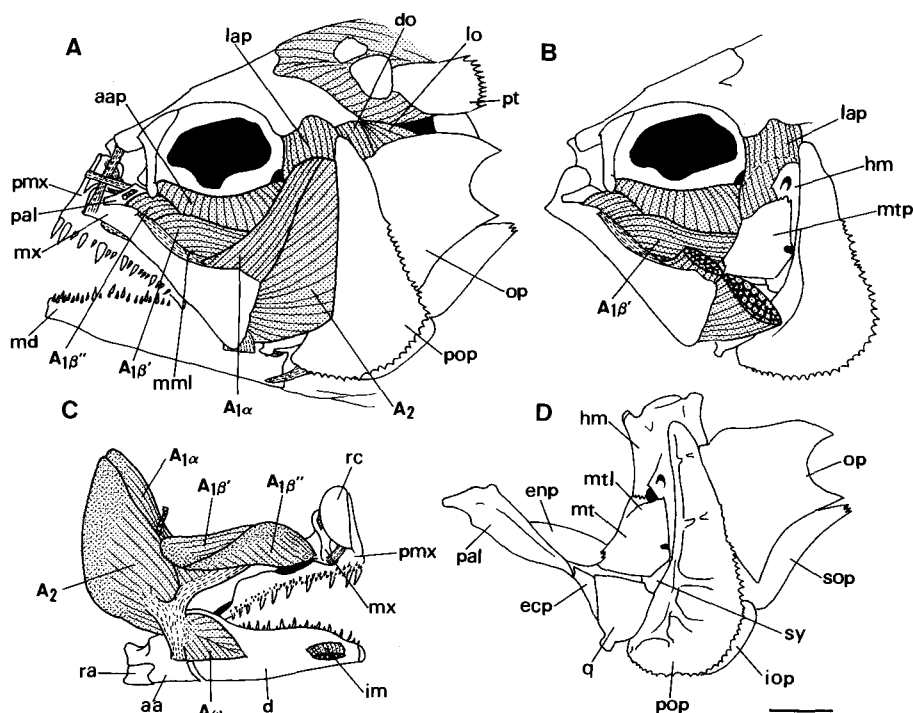 A
lap
do
lo
B
aap
pt
lap
pmx
hm
pal
mtp
mx
op
A1β'
md
pop
A1β''
A1β'
mml
A1α
A2
C
D
A1α
rc
hm
A1β'
A1β''
mtl
op
enp
mt
pmx
pal
A2
mx
sop
ecp
sy
ra
q
iop
aa
Aω
d
im
pop